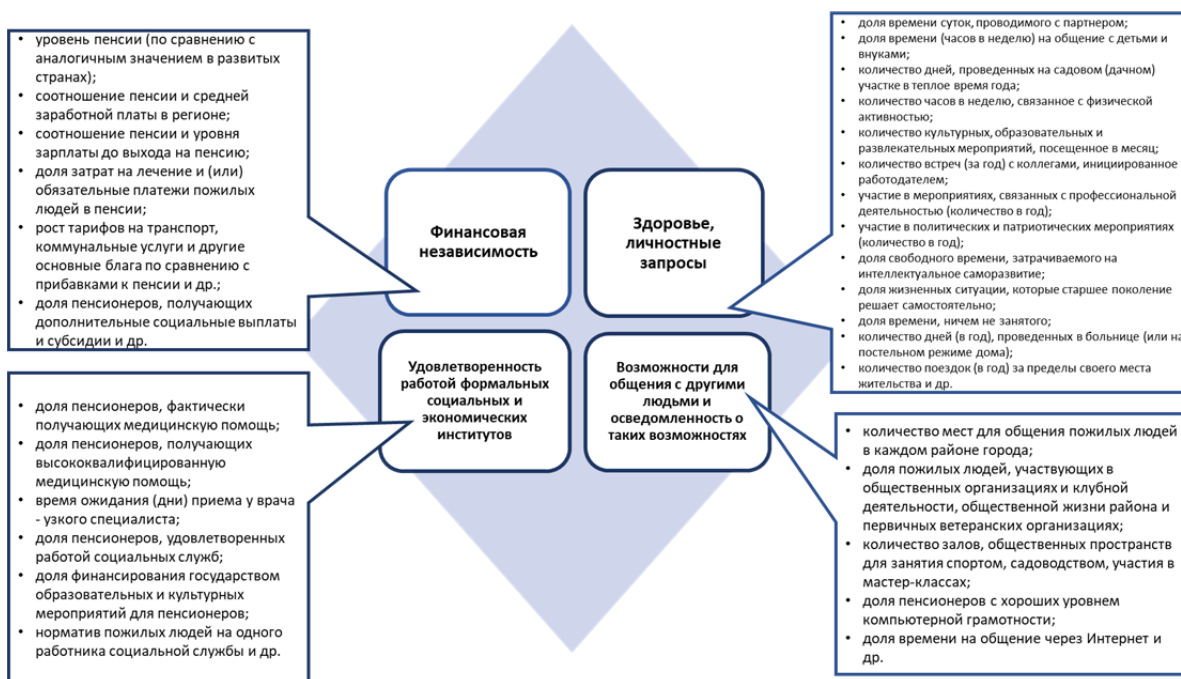 • уровень пенсии (по сравнению с
аналогичным значением в развитых
странах);
• соотношение пенсии и средней
заработной платы в регионе;
• соотношение пенсии и уровня
зарплаты до выхода на пенсию;
• доля затрат на лечение и (или)
обязательные платежи пожилых
людей в пенсии;
• рост тарифов на транспорт,
коммунальные услуги и другие
основные блага по сравнению с
прибавками к пенсии и др.;
• доля пенсионеров, получающих
дополнительные социальные выплаты
и субсидии и др.
• доля времени суток, проводимого с партнером;
• доля времени (часов в неделю) на общение с детьми и
внуками;
• количество дней, проведенных на садовом (дачном)
участке в теплое время года;
• количество часов в неделю, связанное с физической
активностью;
• количество культурных, образовательных и
развлекательных мероприятий, посещенное в месяц;
• количество встреч (за год) с коллегами, инициированное
работодателем;
• участие в мероприятиях, связанных с профессиональной
деятельностью (количество в год);
• участие в политических и патриотических мероприятиях
(количество в год);
• доля свободного времени, затрачиваемого на
интеллектуальное саморазвитие;
• доля жизненных ситуации, которые старшее поколение
решает самостоятельно;
• доля времени, ничем не занятого;
• количество дней (в год), проведенных в больнице (или на
постельном режиме дома);
• количество поездок (в год) за пределы своего места
жительства и др.
Финансовая
независимость
Здоровье,
личностные
запросы
Удовлетворенность
работой формальных
социальных и
экономических
институтов
Возможности для
общения с другими
людьми и
осведомленность о
таких возможностях
• доля пенсионеров, фактически
получающих медицинскую помощь;
• доля пенсионеров, получающих
высококвалифицированную
медицинскую помощь;
• время ожидания (дни) приема у врача
- узкого специалиста;
• доля пенсионеров, удовлетворенных
работой социальных служб;
• доля финансирования государством
образовательных и культурных
мероприятий для пенсионеров;
• норматив пожилых людей на одного
работника социальной службы и др.
• количество мест для общения пожилых людей
в каждом районе города;
• доля пожилых людей, участвующих в
общественных организациях и клубной
деятельности, общественной жизни района и
первичных ветеранских организациях;
• количество залов, общественных пространств
для занятия спортом, садоводством, участия в
мастер-классах;
• доля пенсионеров с хороших уровнем
компьютерной грамотности;
• доля времени на общение через Интернет и
др.